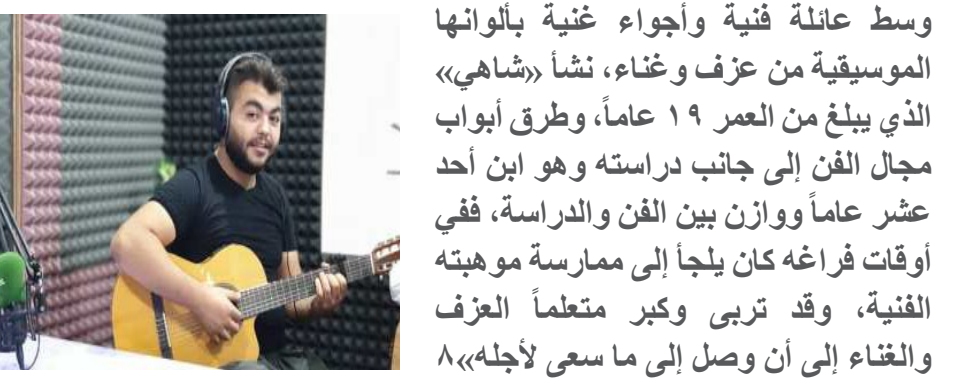 وسط عائلة فنية وأجواء غنية بألوانها
الموسيقية من عزف وغناء، نشأ «شاهي»
الذي يبلغ من العمر ١٩ عاماً، وطرق أبواب
مجال الفن إلى جانب دراسته وهو ابن أحد
عشر عاماً ووازن بين الفن والدراسة، ففي
أوقات فراغه كان يلجأ إلى ممارسة موهبته
الفنية، وقد تربى وكبر متعلماً العزف
والغناء إلى أن وصل إلى ما سعى لأجله»٨